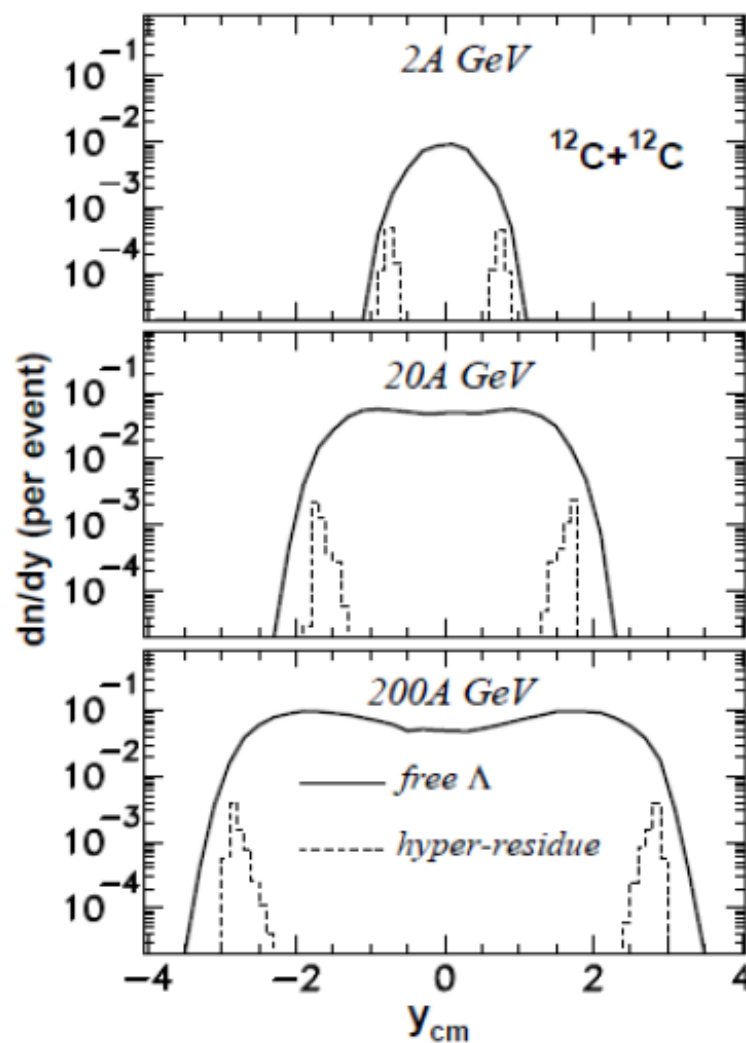 2A GeV
¹²C+¹²C
10⁻¹
10⁻²
10⁻³
10⁻⁴
20A GeV
10⁻¹
10⁻²
10⁻³
10⁻⁴
dn/dy (per event)
200A GeV
10⁻¹
10⁻²
10⁻³
10⁻⁴
free Λ
hyper-residue
−4 −2 0 2 4
y_cm